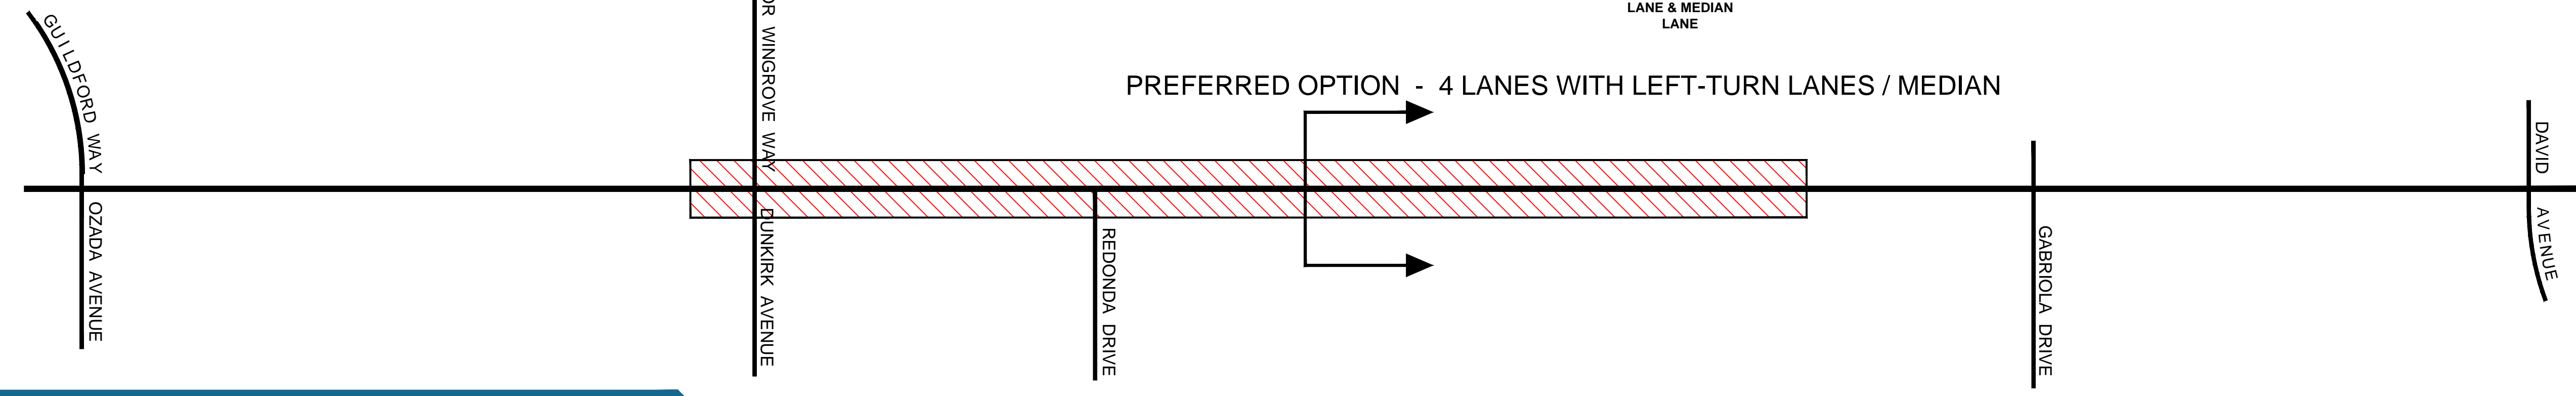 LANE & MEDIAN
LANE
PREFERRED OPTION - 4 LANES WITH LEFT-TURN LANES / MEDIAN
GUILDFORD WAY
OZADA AVENUE
WINGROVE WAY
DUNKIRK AVENUE
REDONDA DRIVE
GABRIOLA DRIVE
DAVID AVENUE